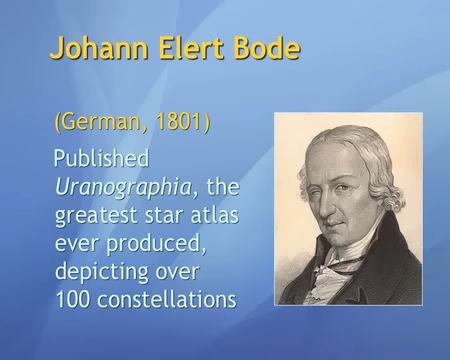 Johann Elert Bode
(German, 1801)
Published
Uranographia, the
greatest star atlas
ever produced,
depicting over
100 constellations